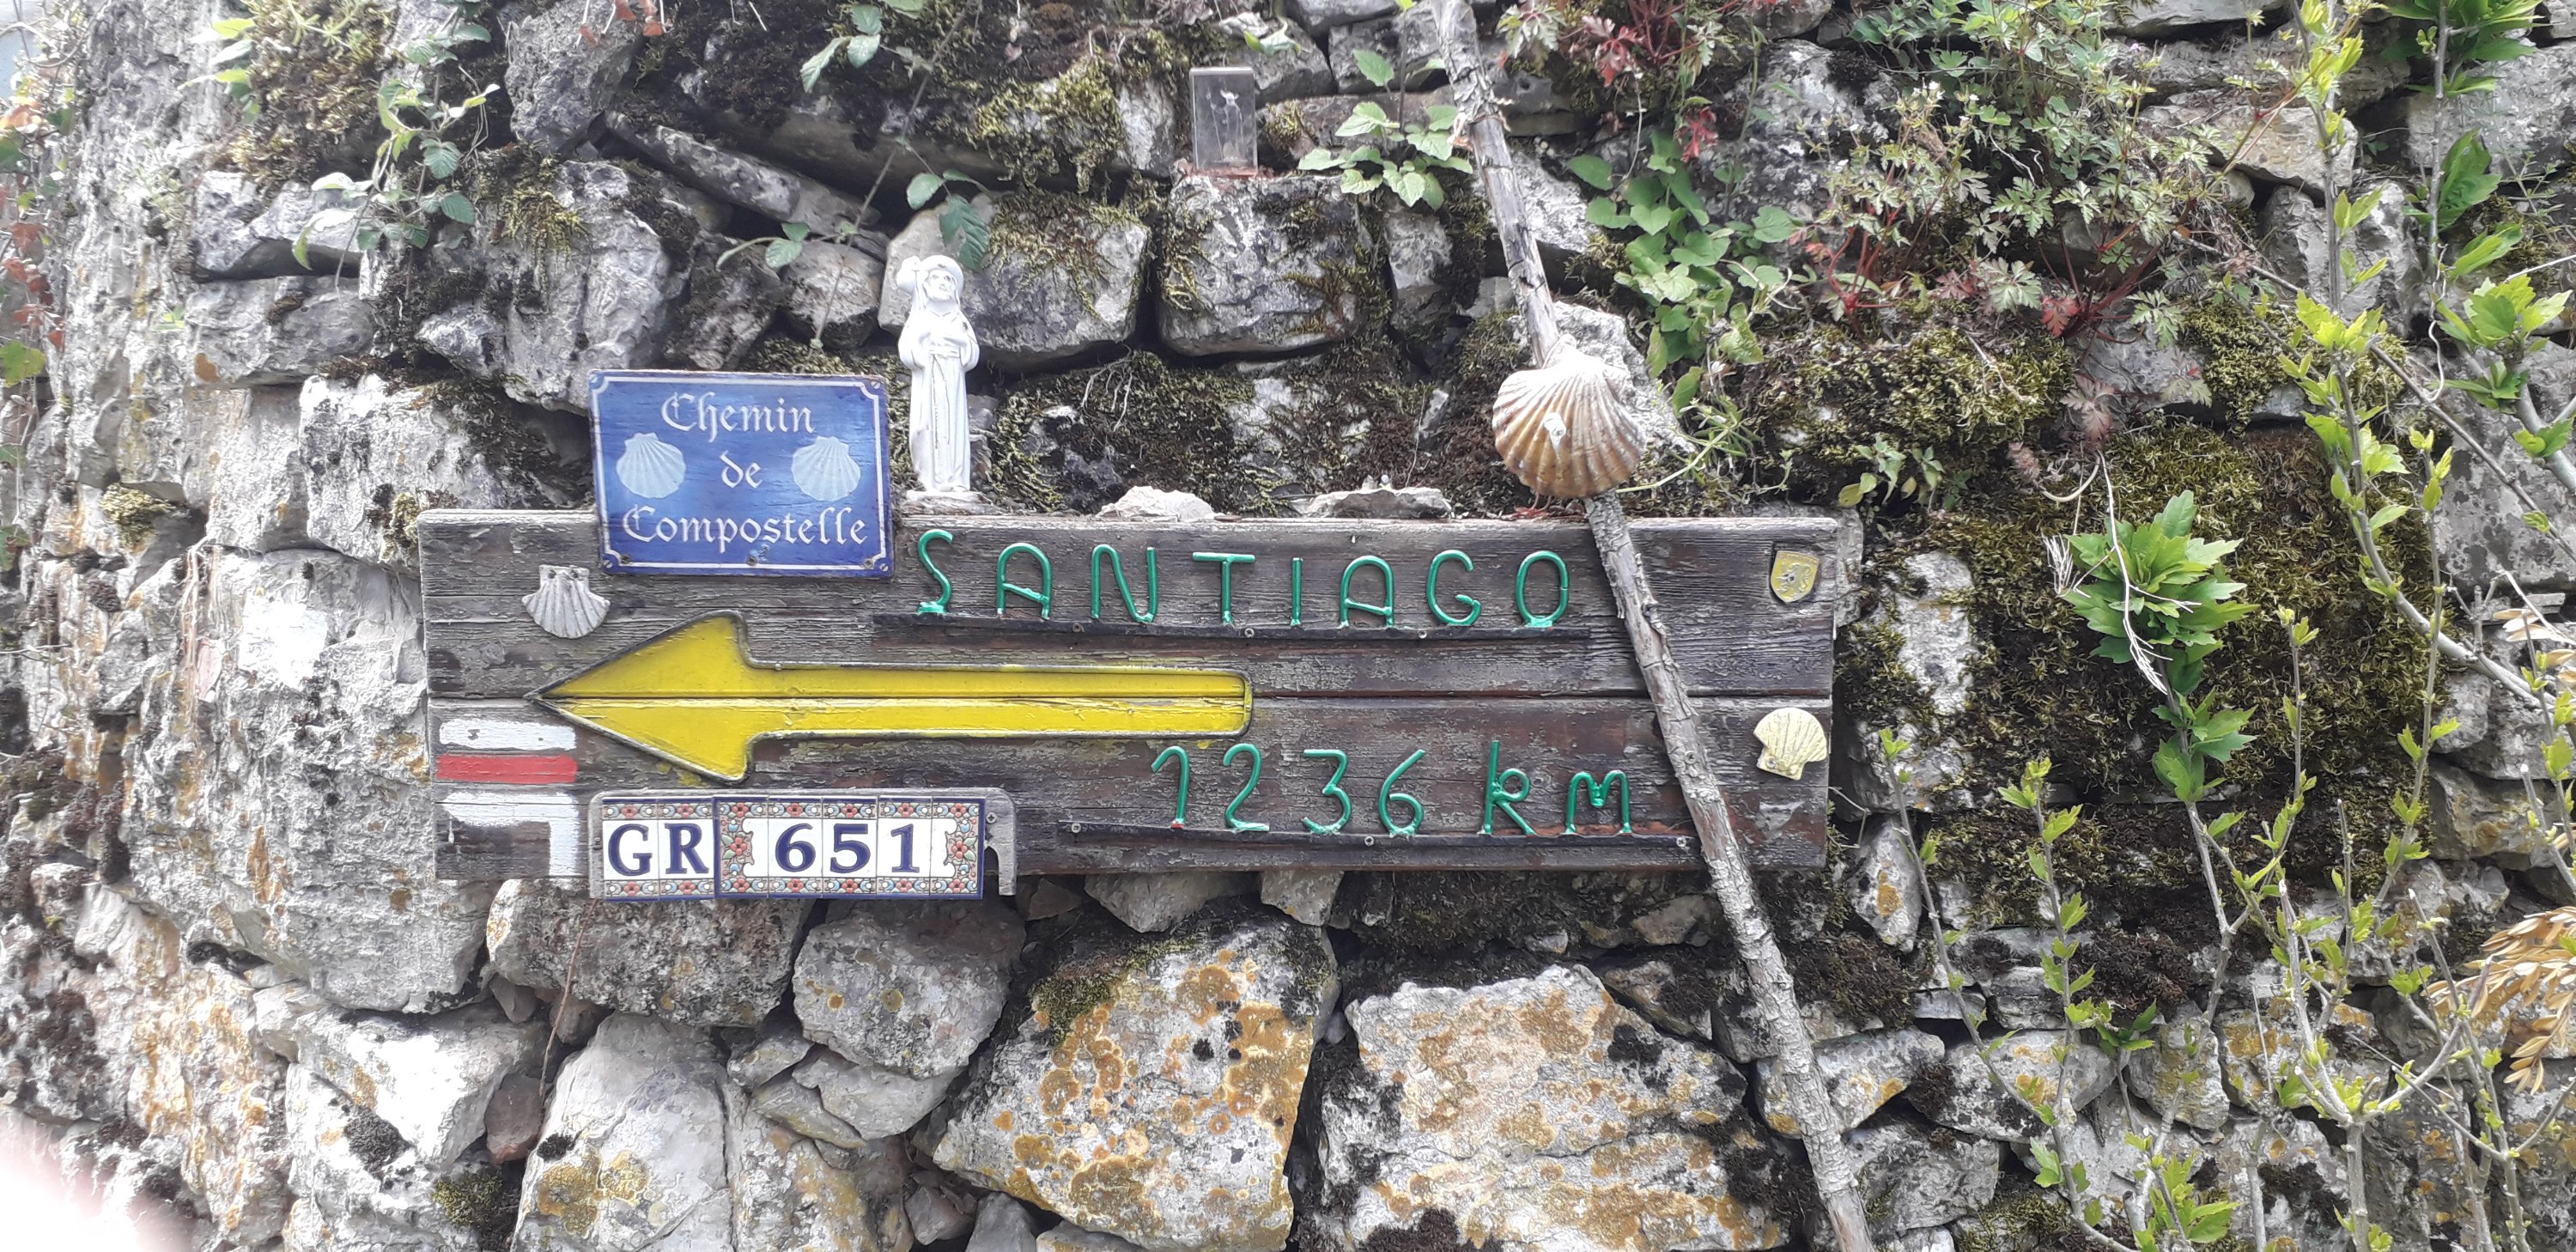 Chemin
de
Compostelle
SANTIAGO
1236 km
GR 651